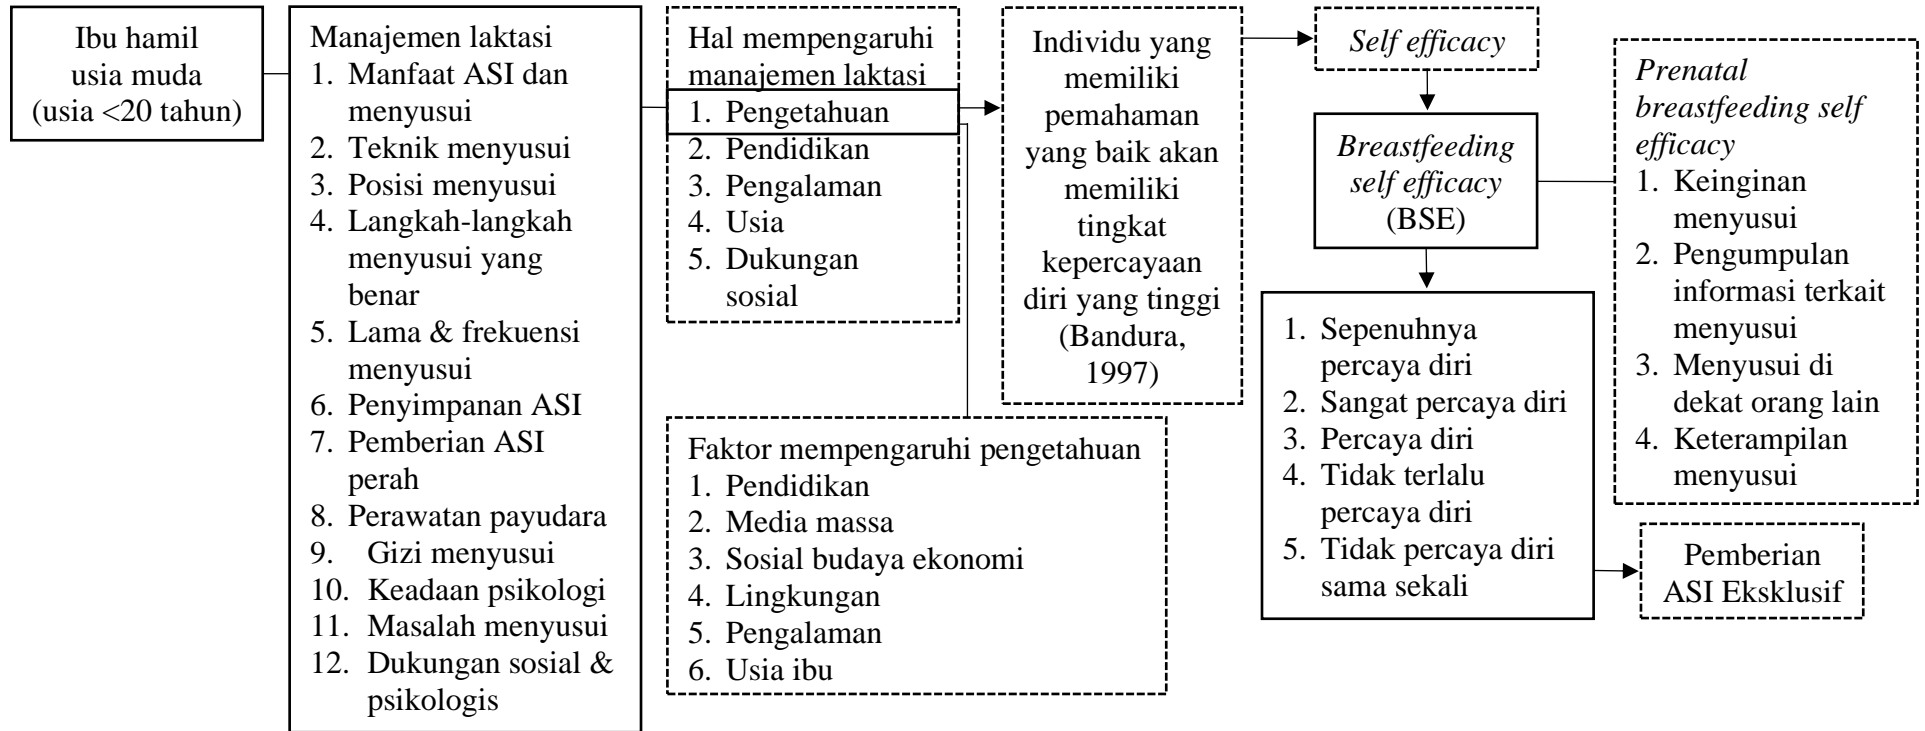 Ibu hamil
usia muda
(usia <20 tahun)
Manajemen laktasi
1. Manfaat ASI dan
menyusui
2. Teknik menyusui
3. Posisi menyusui
4. Langkah-langkah
menyusui yang
benar
5. Lama & frekuensi
menyusui
6. Penyimpanan ASI
7. Pemberian ASI
perah
8. Perawatan payudara
9. Gizi menyusui
10. Keadaan psikologi
11. Masalah menyusui
12. Dukungan sosial &
psikologis
Hal mempengaruhi
manajemen laktasi
1. Pengetahuan
2. Pendidikan
3. Pengalaman
4. Usia
5. Dukungan
sosial
Faktor mempengaruhi pengetahuan
1. Pendidikan
2. Media massa
3. Sosial budaya ekonomi
4. Lingkungan
5. Pengalaman
6. Usia ibu
Individu yang
memiliki
pemahaman
yang baik akan
memiliki
tingkat
kepercayaan
diri yang tinggi
(Bandura,
1997)
Self efficacy
Breastfeeding
self efficacy
(BSE)
1. Sepenuhnya
percaya diri
2. Sangat percaya diri
3. Percaya diri
4. Tidak terlalu
percaya diri
5. Tidak percaya diri
sama sekali
Prenatal
breastfeeding self
efficacy
1. Keinginan
menyusui
2. Pengumpulan
informasi terkait
menyusui
3. Menyusui di
dekat orang lain
4. Keterampilan
menyusui
Pemberian
ASI Eksklusif